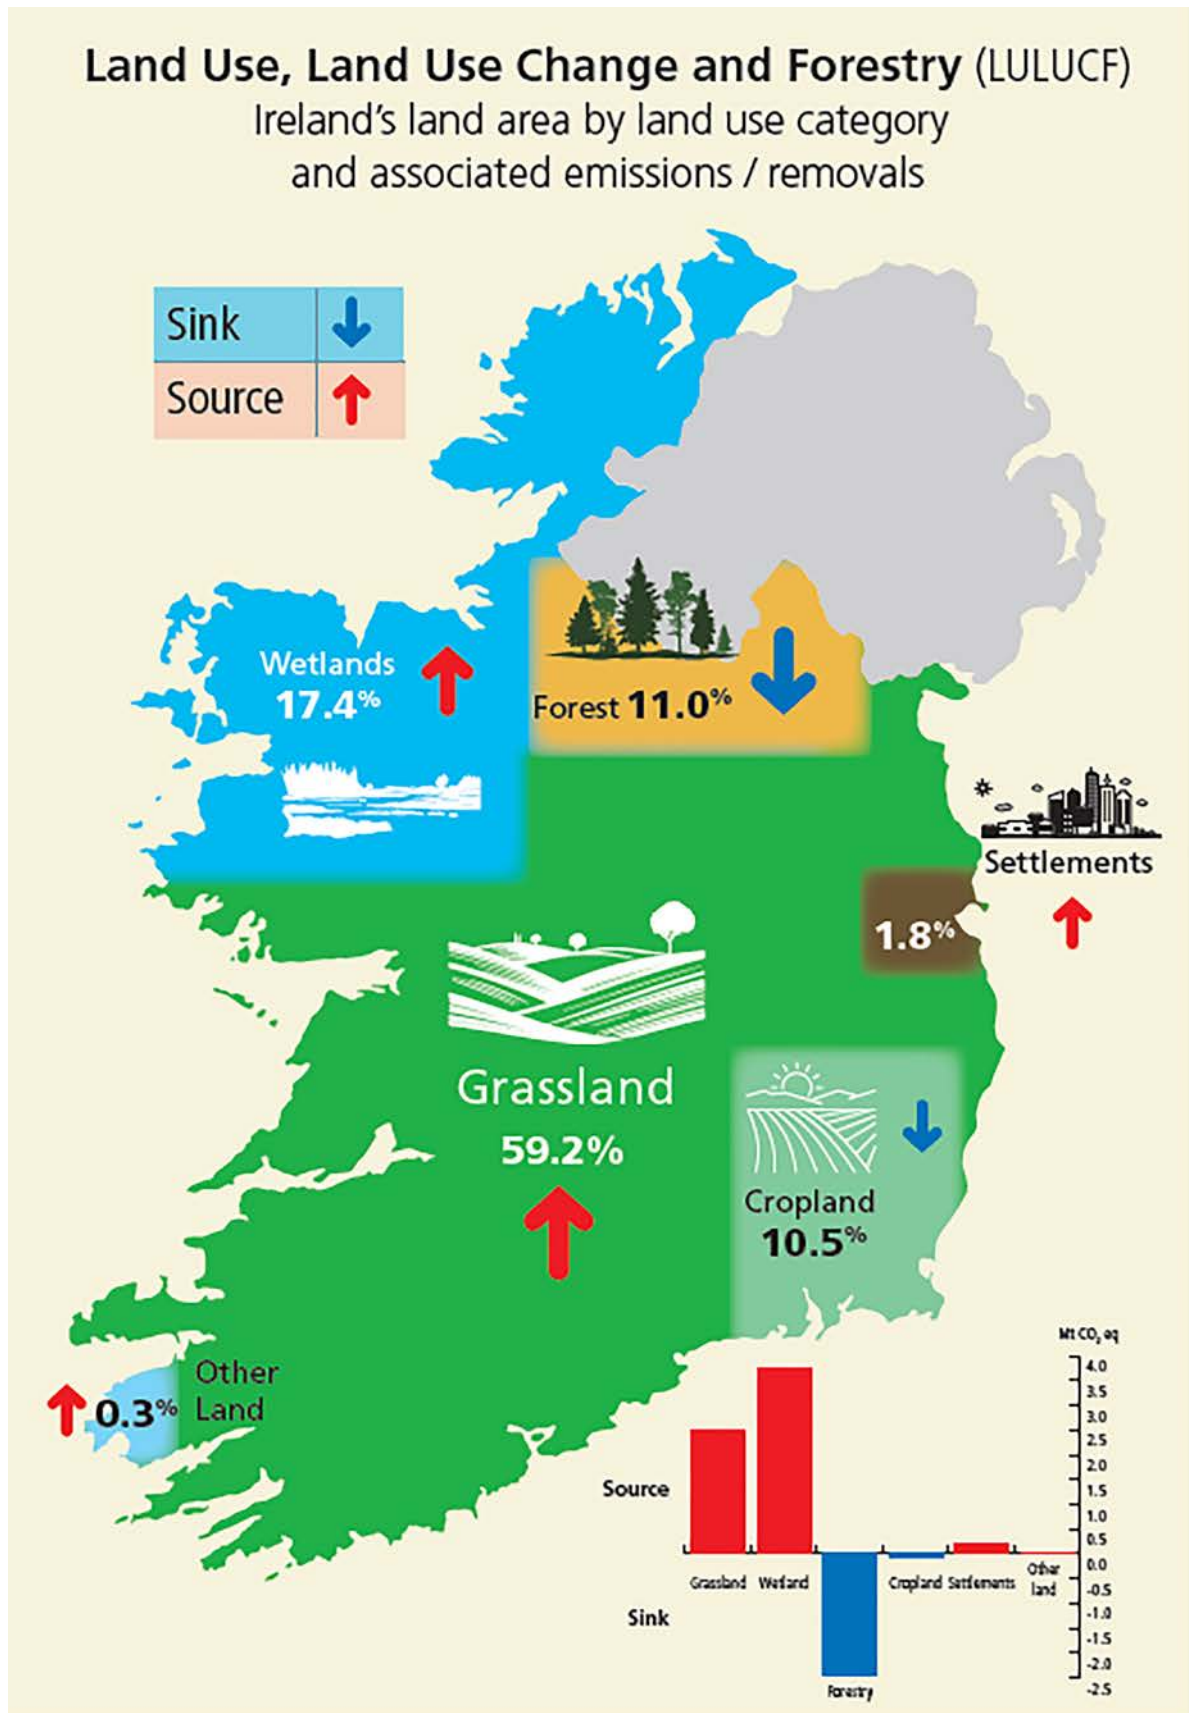 Land Use, Land Use Change and Forestry (LULUCF)
Ireland's land area by land use category
and associated emissions / removals
Sink
Source
Wetlands
17.4%
Forest 11.0%
Settlements
1.8%
Grassland
59.2%
Cropland
10.5%
Other
Land
0.3%
Mt CO₂ eq
4.0
3.5
3.0
2.5
2.0
1.5
1.0
0.5
0.0
-0.5
-1.0
-1.5
-2.0
-2.5
Source
Sink
Grassland
Wetland
Forestry
Cropland
Settlements
Other
land